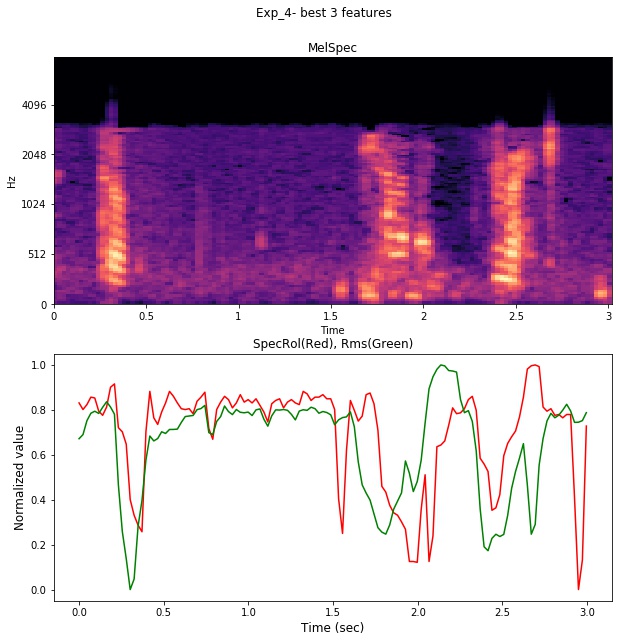 Exp_4- best 3 features
MelSpec
4096
2048
1024
512
0
Hz
0 0.5 1 1.5 2 2.5 3
Time
SpecRol(Red), Rms(Green)
1.0
0.8
0.6
0.4
0.2
0.0
Normalized value
0.0 0.5 1.0 1.5 2.0 2.5 3.0
Time (sec)